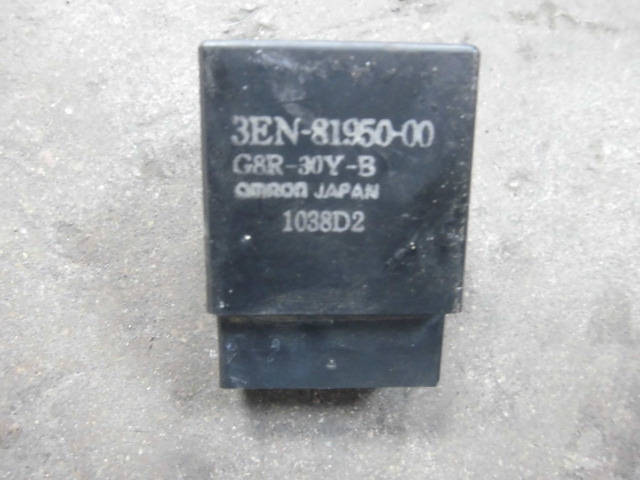 3EN-81950-00
G8R-30Y-B
omron JAPAN
1038D2